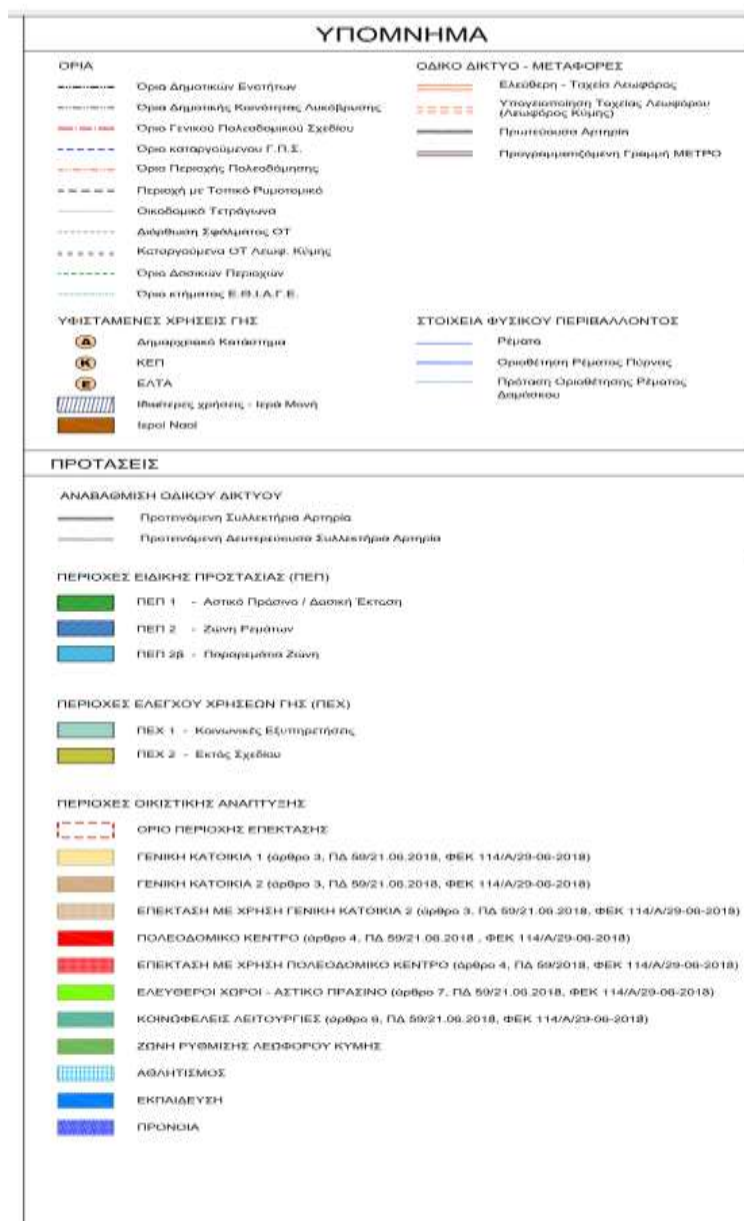 ΥΠΟΜΝΗΜΑ
ΟΡΙΑ
Όριο Δημοτικών Ενοτήτων
Όριο Δημοτικής Κοινότητας Λυκόβρυσης
Όριο Γενικού Πολεοδομικού Σχεδίου
Όριο καταργούμενου Γ.Π.Σ.
Όριο Περιοχής Πολεοδόμησης
Περιοχή με Τοπικό Ρυμοτομικό
Οικοδομικά Τετράγωνα
Διόρθωση Σφάλματος ΟΤ
Καταργούμενα ΟΤ Λεωφ. Κύμης
Όρια Δασικών Περιοχών
Όριο κτήματος Ε.Θ.Ι.Α.Γ.Ε.
ΟΔΙΚΟ ΔΙΚΤΥΟ - ΜΕΤΑΦΟΡΕΣ
Ελεύθερη - Ταχεία Λεωφόρος
Υπογειοποίηση Ταχείας Λεωφόρου
(Λεωφόρος Κύμης)
Πρωτεύουσα Αρτηρία
Προγραμματιζόμενη Γραμμή ΜΕΤΡΟ
ΥΦΙΣΤΑΜΕΝΕΣ ΧΡΗΣΕΙΣ ΓΗΣ
Α Δημαρχειακό Κατάστημα
Κ ΚΕΠ
Ε ΕΛΤΑ
Ιδιαίτερες χρήσεις - Ιερά Μονή
Ιεροί Ναοί
ΣΤΟΙΧΕΙΑ ΦΥΣΙΚΟΥ ΠΕΡΙΒΑΛΛΟΝΤΟΣ
Ρέματα
Οριοθέτηση Ρέματος Πύρνας
Πρόταση Οριοθέτησης Ρέματος
Δαμάσκου
ΠΡΟΤΑΣΕΙΣ
ΑΝΑΒΑΘΜΙΣΗ ΟΔΙΚΟΥ ΔΙΚΤΥΟΥ
Προτεινόμενη Συλλεκτήρια Αρτηρία
Προτεινόμενη Δευτερεύουσα Συλλεκτήρια Αρτηρία
ΠΕΡΙΟΧΕΣ ΕΙΔΙΚΗΣ ΠΡΟΣΤΑΣΙΑΣ (ΠΕΠ)
ΠΕΠ 1 - Αστικό Πράσινο / Δασική Έκταση
ΠΕΠ 2 - Ζώνη Ρεμάτων
ΠΕΠ 2β - Παραρεμάτια Ζώνη
ΠΕΡΙΟΧΕΣ ΕΛΕΓΧΟΥ ΧΡΗΣΕΩΝ ΓΗΣ (ΠΕΧ)
ΠΕΧ 1 - Κοινωνικές Εξυπηρετήσεις
ΠΕΧ 2 - Εκτός Σχεδίου
ΠΕΡΙΟΧΕΣ ΟΙΚΙΣΤΙΚΗΣ ΑΝΑΠΤΥΞΗΣ
ΟΡΙΟ ΠΕΡΙΟΧΗΣ ΕΠΕΚΤΑΣΗΣ
ΓΕΝΙΚΗ ΚΑΤΟΙΚΙΑ 1 (άρθρο 3, ΠΔ 59/21.06.2018, ΦΕΚ 114/Α/29-06-2018)
ΓΕΝΙΚΗ ΚΑΤΟΙΚΙΑ 2 (άρθρο 3, ΠΔ 59/21.06.2018, ΦΕΚ 114/Α/29-06-2018)
ΕΠΕΚΤΑΣΗ ΜΕ ΧΡΗΣΗ ΓΕΝΙΚΗ ΚΑΤΟΙΚΙΑ 2 (άρθρο 3, ΠΔ 59/21.06.2018, ΦΕΚ 114/Α/29-06-2018)
ΠΟΛΕΟΔΟΜΙΚΟ ΚΕΝΤΡΟ (άρθρο 4, ΠΔ 59/21.06.2018 , ΦΕΚ 114/Α/29-06-2018)
ΕΠΕΚΤΑΣΗ ΜΕ ΧΡΗΣΗ ΠΟΛΕΟΔΟΜΙΚΟ ΚΕΝΤΡΟ (άρθρο 4, ΠΔ 59/2018, ΦΕΚ 114/Α/29-06-2018)
ΕΛΕΥΘΕΡΟΙ ΧΩΡΟΙ - ΑΣΤΙΚΟ ΠΡΑΣΙΝΟ (άρθρο 7, ΠΔ 59/21.06.2018, ΦΕΚ 114/Α/29-06-2018)
ΚΟΙΝΩΦΕΛΕΙΣ ΛΕΙΤΟΥΡΓΙΕΣ (άρθρο 6, ΠΔ 59/21.06.2018, ΦΕΚ 114/Α/29-06-2018)
ΖΩΝΗ ΡΥΘΜΙΣΗΣ ΛΕΩΦΟΡΟΥ ΚΥΜΗΣ
ΑΘΛΗΤΙΣΜΟΣ
ΕΚΠΑΙΔΕΥΣΗ
ΠΡΟΝΟΙΑ